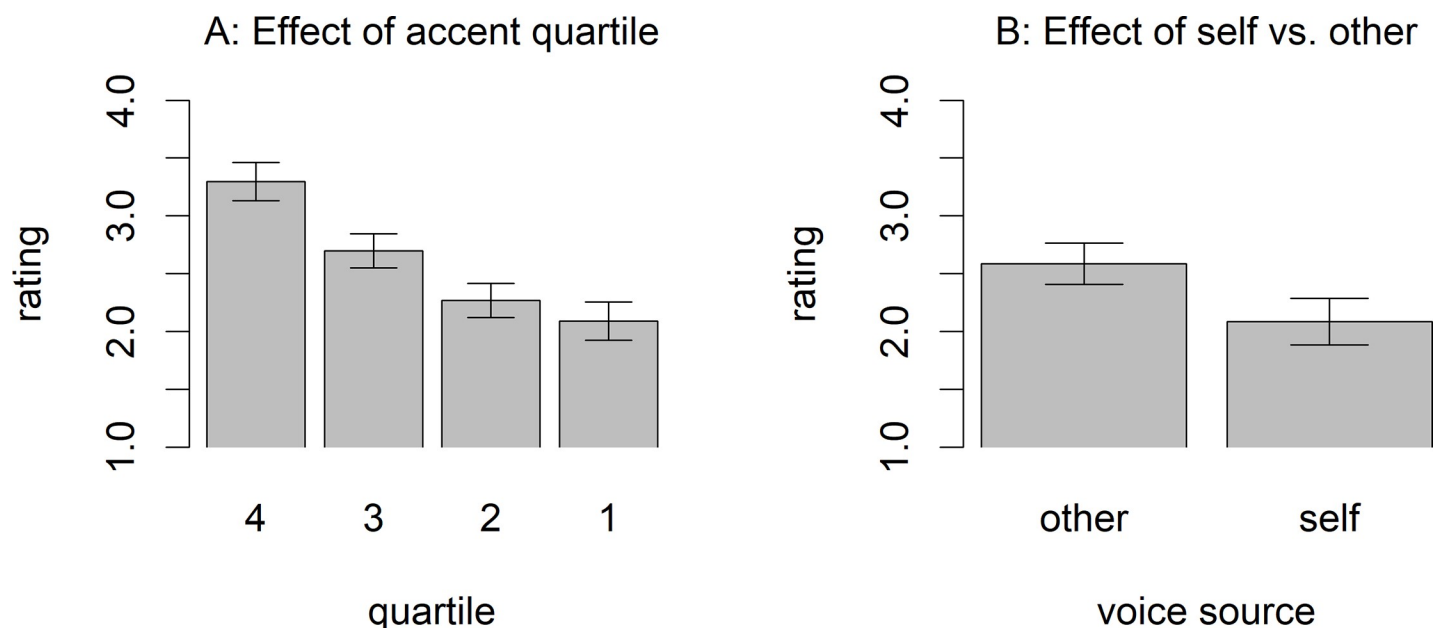 A: Effect of accent quartile
rating
4.0
3.0
2.0
1.0
4 3 2 1
quartile
B: Effect of self vs. other
rating
4.0
3.0
2.0
1.0
other self
voice source